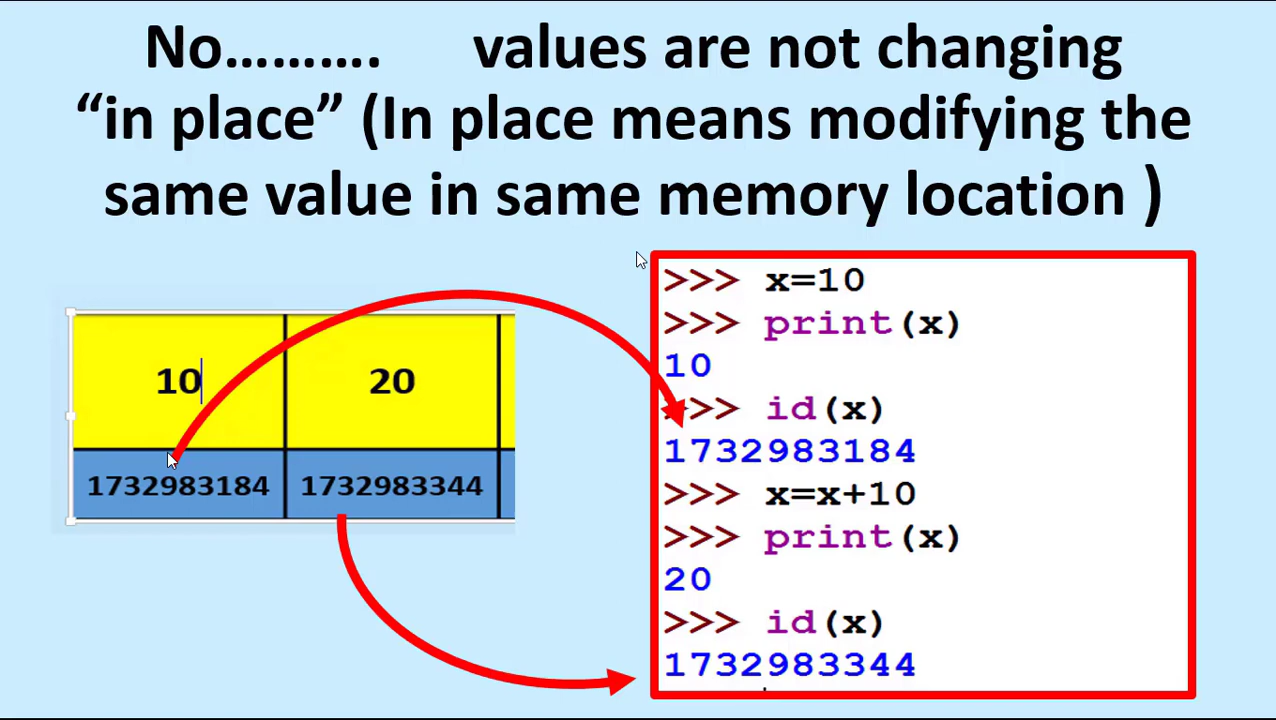 No………. values are not changing
“in place” (In place means modifying the
same value in same memory location )
10 20
1732983184 1732983344
>>> x=10
>>> print(x)
10
>>> id(x)
1732983184
>>> x=x+10
>>> print(x)
20
>>> id(x)
1732983344